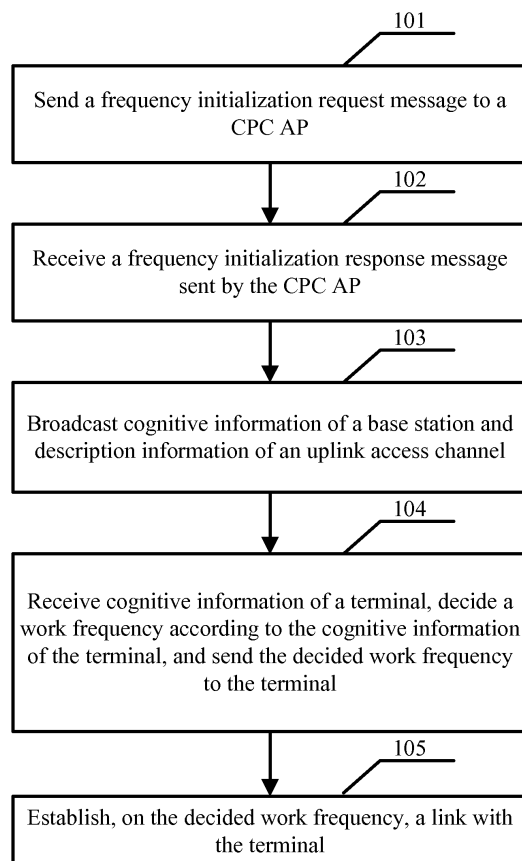 101
Send a frequency initialization request message to a
CPC AP
102
Receive a frequency initialization response message
sent by the CPC AP
103
Broadcast cognitive information of a base station and
description information of an uplink access channel
104
Receive cognitive information of a terminal, decide a
work frequency according to the cognitive information
of the terminal, and send the decided work frequency
to the terminal
105
Establish, on the decided work frequency, a link with
the terminal